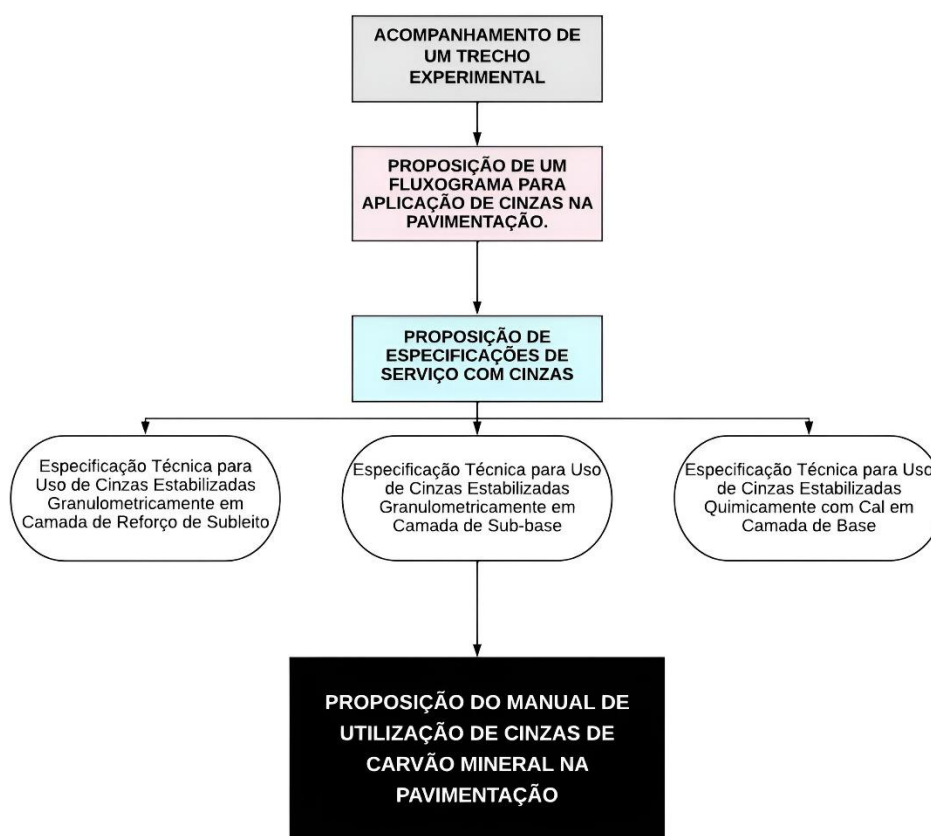 ACOMPANHAMENTO DE
UM TRECHO
EXPERIMENTAL
PROPOSIÇÃO DE UM
FLUXOGRAMA PARA
APLICAÇÃO DE CINZAS NA
PAVIMENTAÇÃO.
PROPOSIÇÃO DE
ESPECIFICAÇÕES DE
SERVIÇO COM CINZAS
Especificação Técnica para
Uso de Cinzas Estabilizadas
Granulometricamente em
Camada de Reforço de Subleito
Especificação Técnica para Uso
de Cinzas Estabilizadas
Granulometricamente em
Camada de Sub-base
Especificação Técnica para Uso
de Cinzas Estabilizadas
Quimicamente com Cal em
Camada de Base
PROPOSIÇÃO DO MANUAL DE
UTILIZAÇÃO DE CINZAS DE
CARVÃO MINERAL NA
PAVIMENTAÇÃO